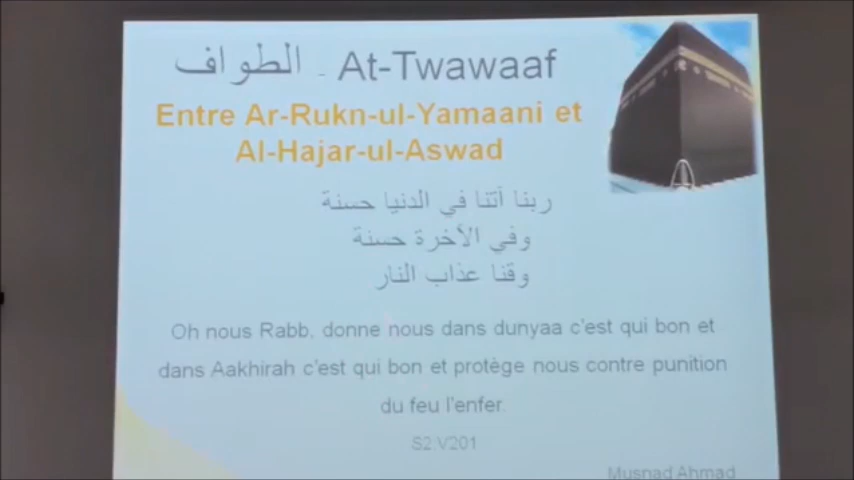 الطواف - At-Twawaaf
Entre Ar-Rukn-ul-Yamaani et
Al-Hajar-ul-Aswad
ربنا أتنا في الدنيا حسنة
وفي الآخرة حسنة
وقنا عذاب النار
Oh nous Rabb, donne nous dans dunyaa c'est qui bon et
dans Aakhirah c'est qui bon et protège nous contre punition
du feu l'enfer.
S2:V201
Musnad Ahmad